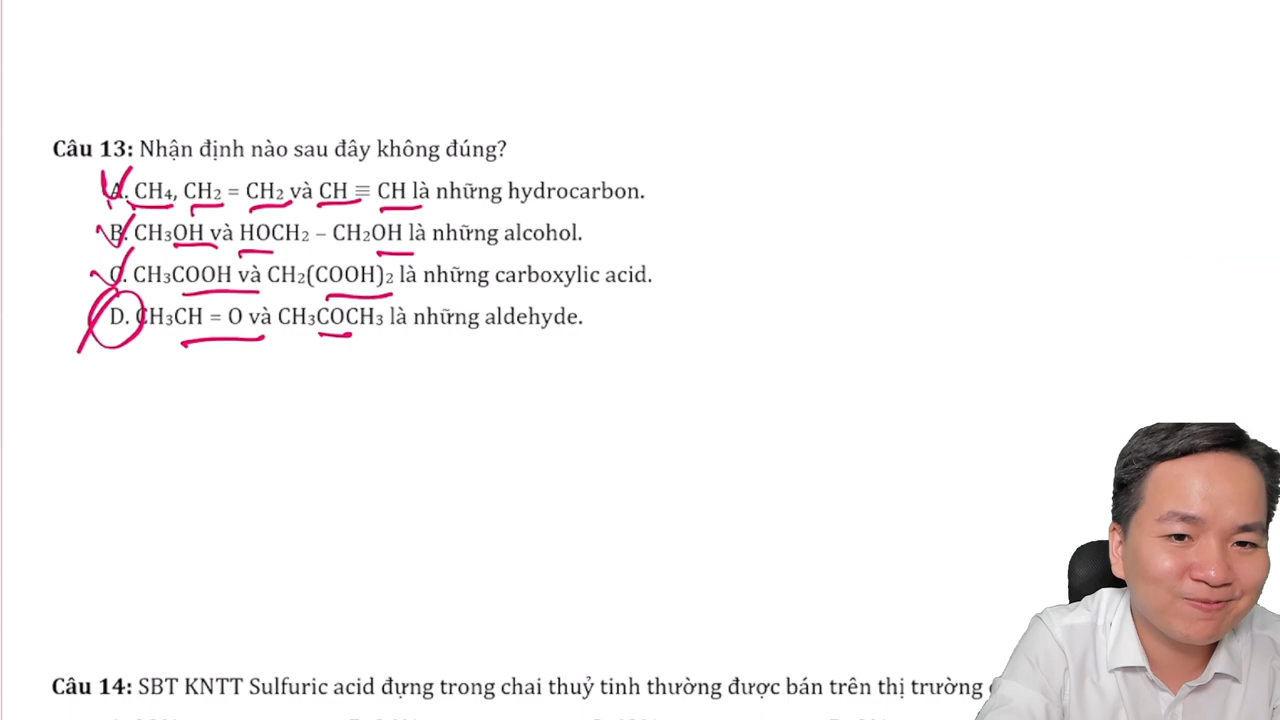 Câu 13: Nhận định nào sau đây không đúng?
A. CH₄, CH₂ = CH₂ và CH ≡ CH là những hydrocarbon.
B. CH₃OH và HOCH₂ – CH₂OH là những alcohol.
C. CH₃COOH và CH₂(COOH)₂ là những carboxylic acid.
D. CH₃CH = O và CH₃COCH₃ là những aldehyde.
Câu 14: SBT KNTT Sulfuric acid đựng trong chai thuỷ tinh thường được bán trên thị trường